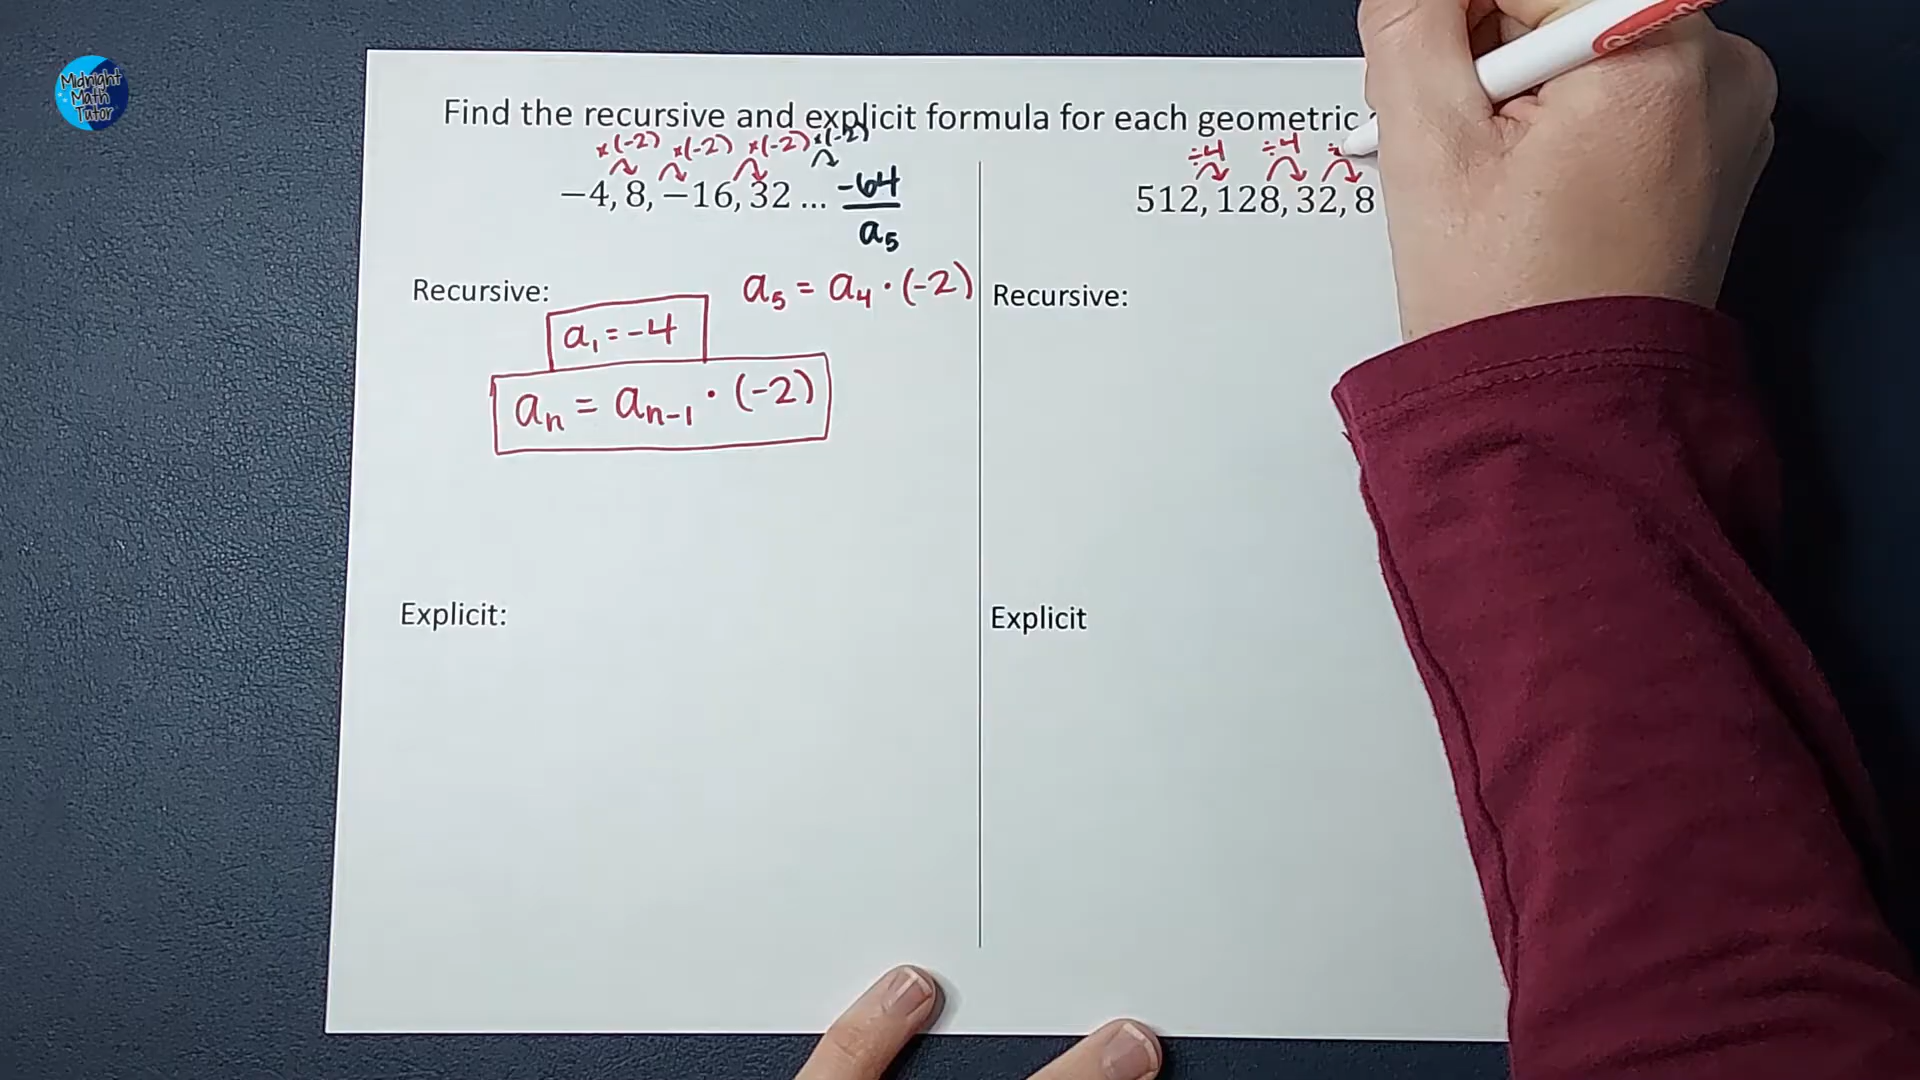 Midnight
Math
Tutor
Find the recursive and explicit formula for each geometric
×(-2) ×(-2) ×(-2) ×(-2)
−4, 8, −16, 32 ... -64
a₅
Recursive:
a₅ = a₄ · (-2)
a₁ = -4
aₙ = aₙ₋₁ · (-2)
Explicit:
÷4 ÷4 ÷
512, 128, 32, 8
Recursive:
Explicit